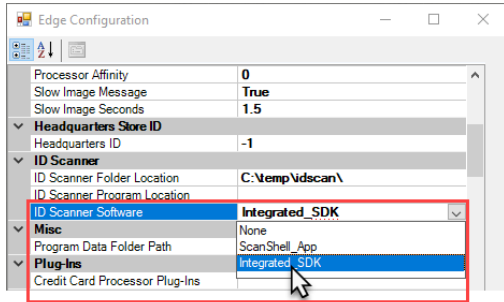 Edge Configuration
Processor Affinity 0
Slow Image Message True
Slow Image Seconds 1.5
Headquarters Store ID
Headquarters ID -1
ID Scanner
ID Scanner Folder Location C:\temp\idscan\
ID Scanner Program Location
ID Scanner Software Integrated_SDK
Misc None
Program Data Folder Path ScanShell_App
Plug-Ins Integrated_SDK
Credit Card Processor Plug-Ins